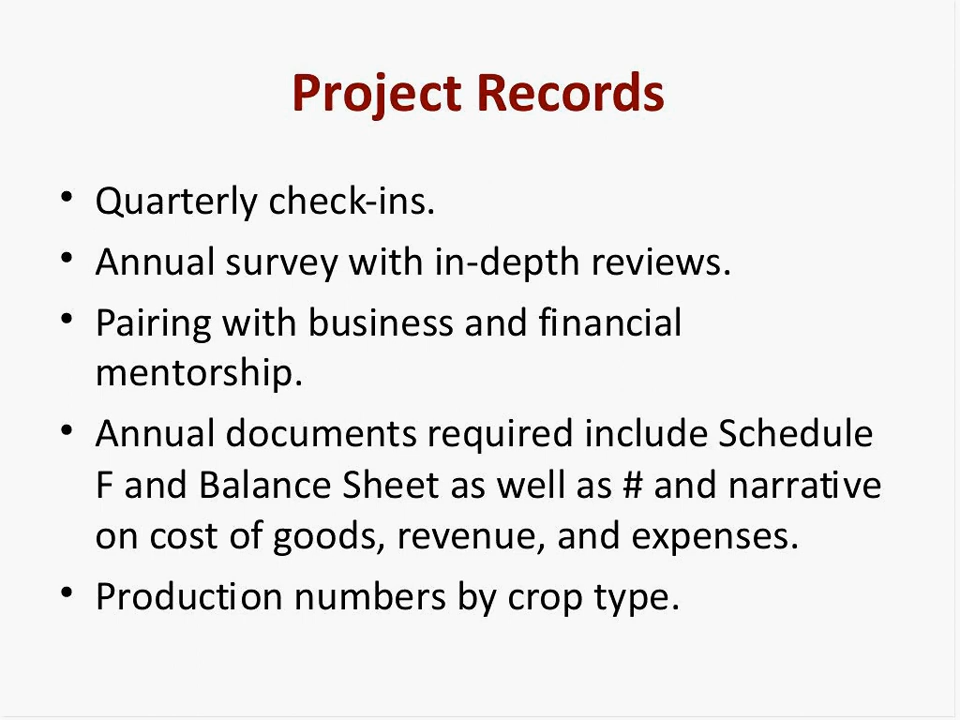 Project Records
• Quarterly check-ins.
• Annual survey with in-depth reviews.
• Pairing with business and financial
mentorship.
• Annual documents required include Schedule
F and Balance Sheet as well as # and narrative
on cost of goods, revenue, and expenses.
• Production numbers by crop type.